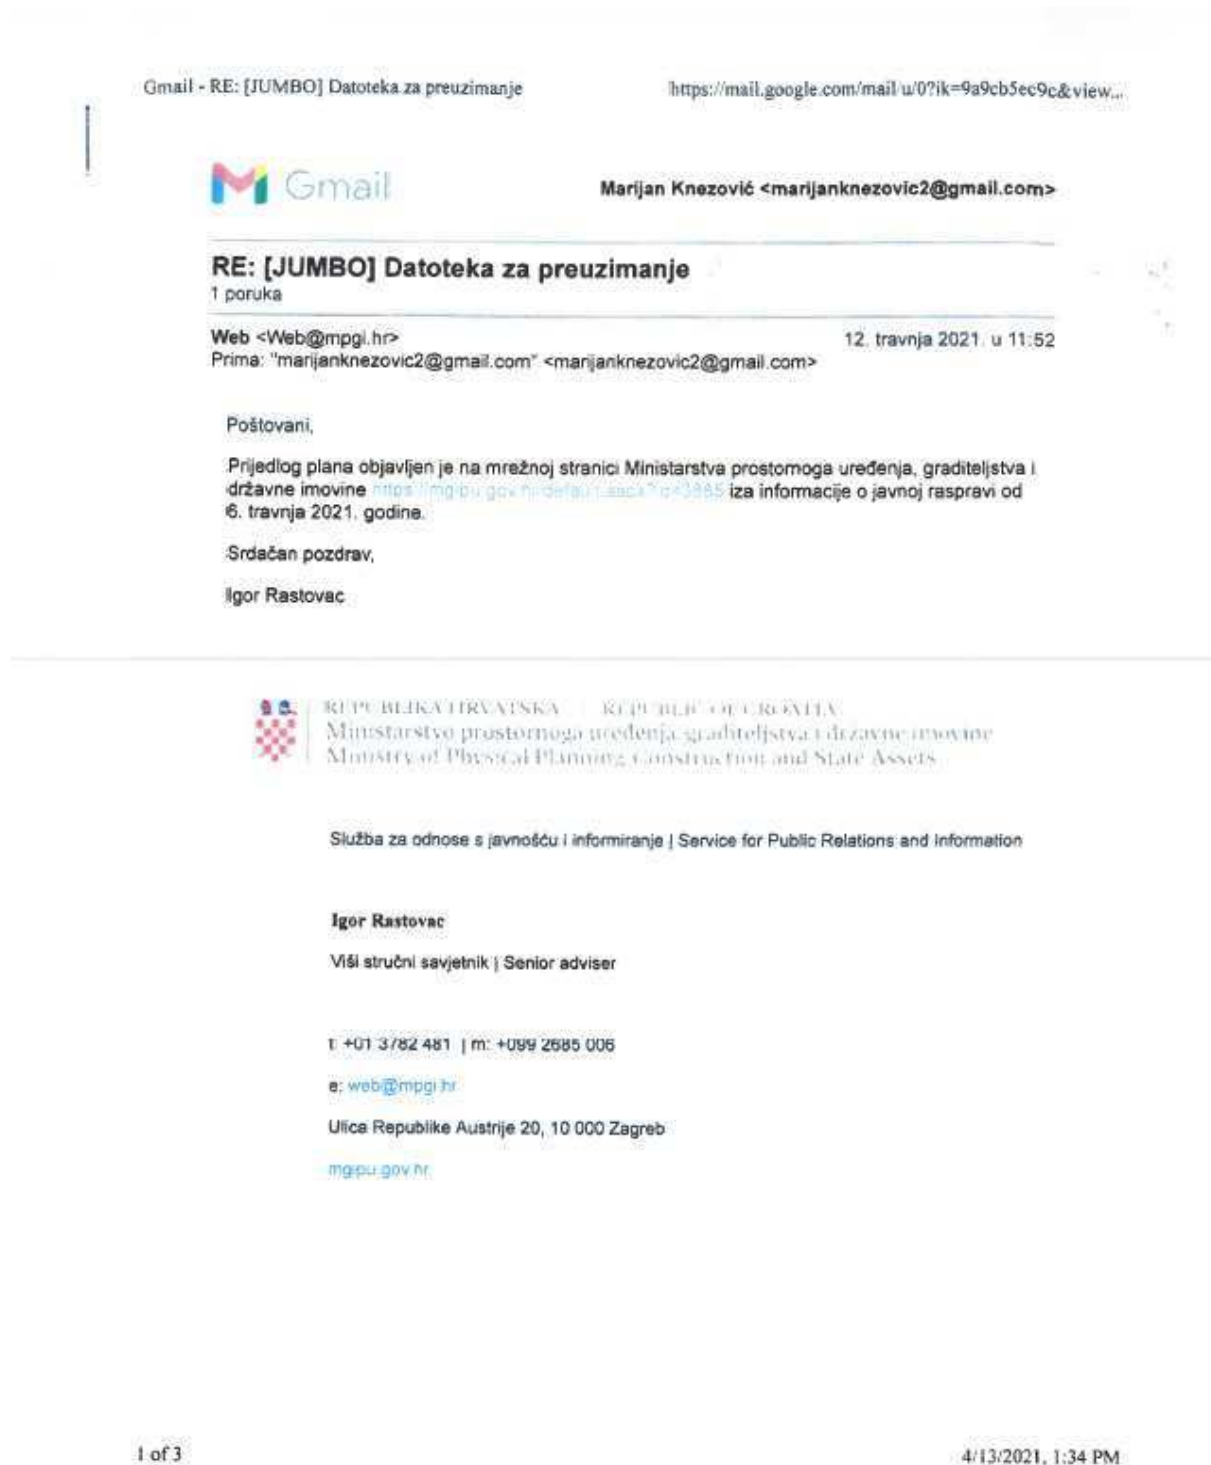 Gmail - RE: [JUMBO] Datoteka za preuzimanje
https://mail.google.com/mail/u/0?ik=9a9cb5ec9c&view...
Gmail
Marijan Knezović <marijanknezovic2@gmail.com>
RE: [JUMBO] Datoteka za preuzimanje
1 poruka
Web <Web@mpgi.hr>
12. travnja 2021. u 11:52
Prima: "marijanknezovic2@gmail.com" <marijanknezovic2@gmail.com>
Poštovani,
Prijedlog plana objavljen je na mrežnoj stranici Ministarstva prostornoga uređenja, graditeljstva i
državne imovine iza informacije o javnoj raspravi od
6. travnja 2021. godine.
Srdačan pozdrav,
Igor Rastovac
REPUBLIKA HRVATSKA | REPUBLIC OF CROATIA
Ministarstvo prostornoga uređenja, graditeljstva i državne imovine
Ministry of Physical Planning, Construction and State Assets
Služba za odnose s javnošću i informiranje | Service for Public Relations and Information
Igor Rastovac
Viši stručni savjetnik | Senior adviser
t: +01 3782 481 | m: +099 2685 006
e: web@mpgi.hr
Ulica Republike Austrije 20, 10 000 Zagreb
mgipu.gov.hr
1 of 3
4/13/2021, 1:34 PM